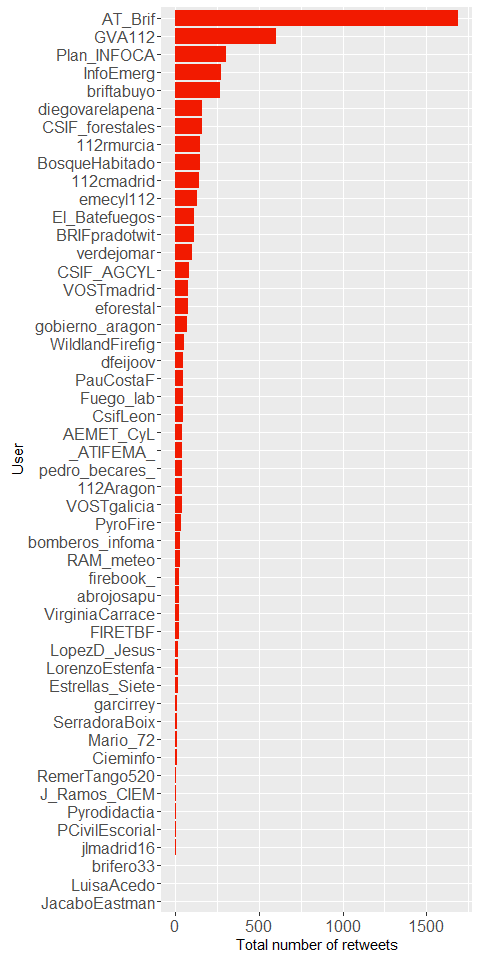 AT_Brif
GVA112
Plan_INFOCA
InfoEmerg
briftabuyo
diegovarelapena
CSIF_forestales
112rmurcia
BosqueHabitado
112cmadrid
emecyl112
El_Batefuegos
BRIFpradotwit
verdejomar
CSIF_AGCYL
VOSTmadrid
eforestal
gobierno_aragon
WildlandFirefig
dfeijoov
PauCostaF
Fuego_lab
CsifLeon
AEMET_CyL
_ATIFEMA_
pedro_becares_
112Aragon
VOSTgalicia
PyroFire
bomberos_infoma
RAM_meteo
firebook_
abrojosapu
VirginiaCarrace
FIRETBF
LopezD_Jesus
LorenzoEstenfa
Estrellas_Siete
garcirrey
SerradoraBoix
Mario_72
Cieminfo
RemerTango520
J_Ramos_CIEM
Pyrodidactia
PCivilEscorial
jlmadrid16
brifero33
LuisaAcedo
JacaboEastman
User
0 500 1000 1500
Total number of retweets